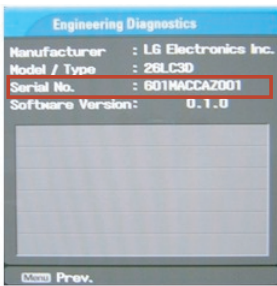 Engineering Diagnostics
Manufacturer : LG Electronics Inc.
Model / Type : 26LC3D
Serial No. : 601MACCAZ001
Software Version: 0.1.0
Menu Prev.